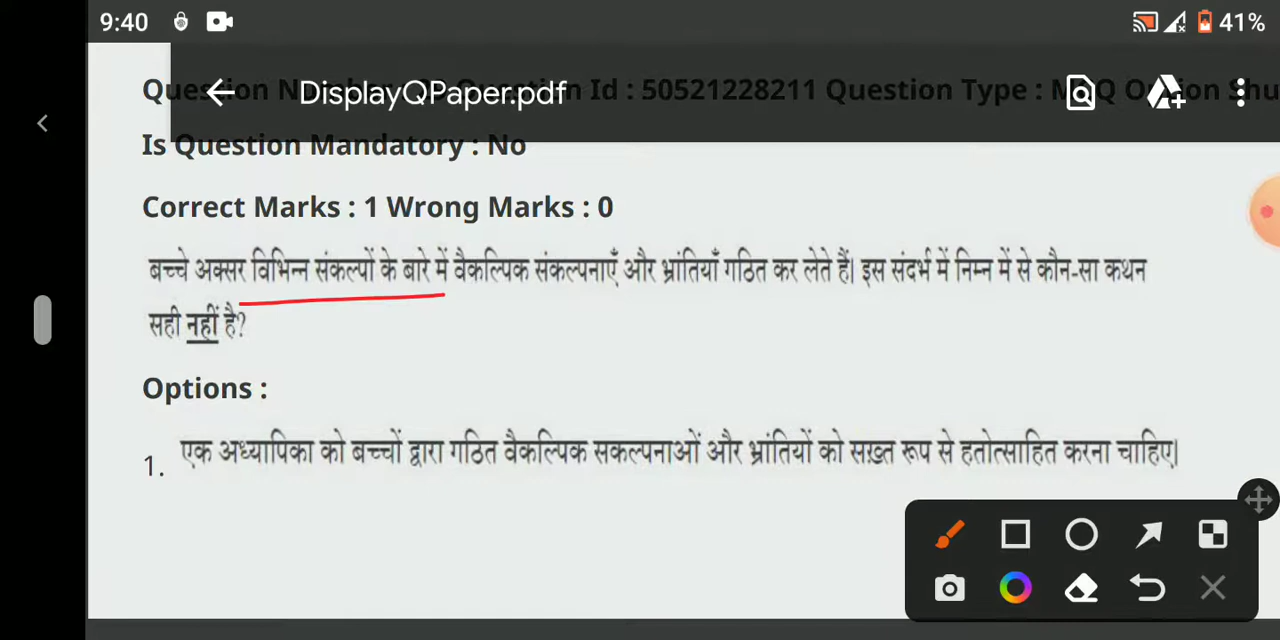 9:40 41%
DisplayQPaper.pdf
Id : 50521228211 Question Type :
Is Question Mandatory : No
Correct Marks : 1 Wrong Marks : 0
बच्चे अक्सर विभिन्न संकल्पों के बारे में वैकल्पिक संकल्पनाएँ और भ्रांतियाँ गठित कर लेते हैं। इस संदर्भ में निम्न में से कौन-सा कथन
सही नहीं है?
Options :
1. एक अध्यापिका को बच्चों द्वारा गठित वैकल्पिक सकल्पनाओं और भ्रांतियों को सख़्त रूप से हतोत्साहित करना चाहिए।